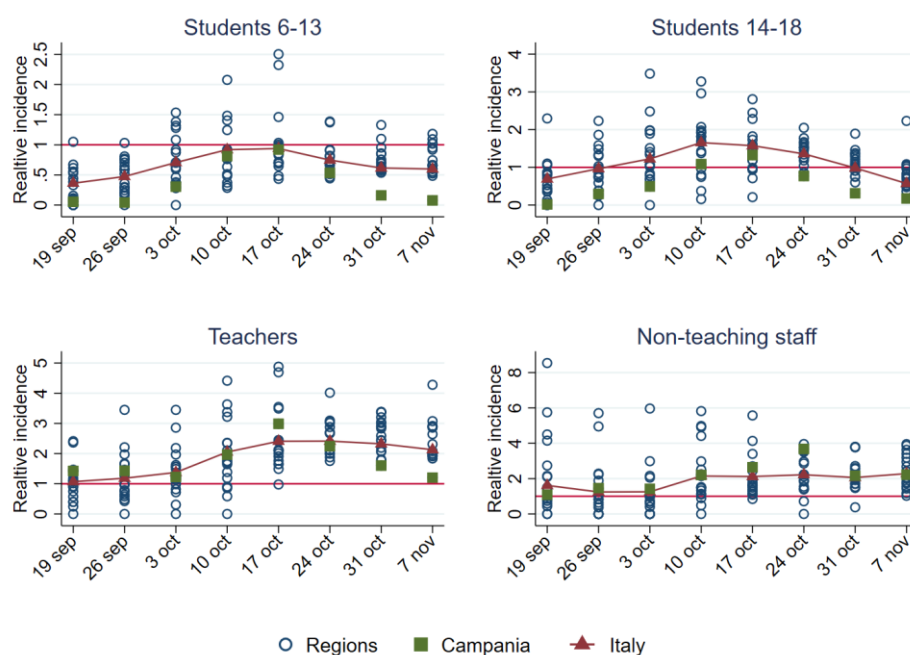 Students 6-13
Realtive incidence
0 .5 1 1.5 2 2.5
19 sep 26 sep 3 oct 10 oct 17 oct 24 oct 31 oct 7 nov
Students 14-18
Realtive incidence
0 1 2 3 4
19 sep 26 sep 3 oct 10 oct 17 oct 24 oct 31 oct 7 nov
Teachers
Realtive incidence
0 1 2 3 4 5
19 sep 26 sep 3 oct 10 oct 17 oct 24 oct 31 oct 7 nov
Non-teaching staff
Realtive incidence
0 2 4 6 8
19 sep 26 sep 3 oct 10 oct 17 oct 24 oct 31 oct 7 nov
Regions Campania Italy